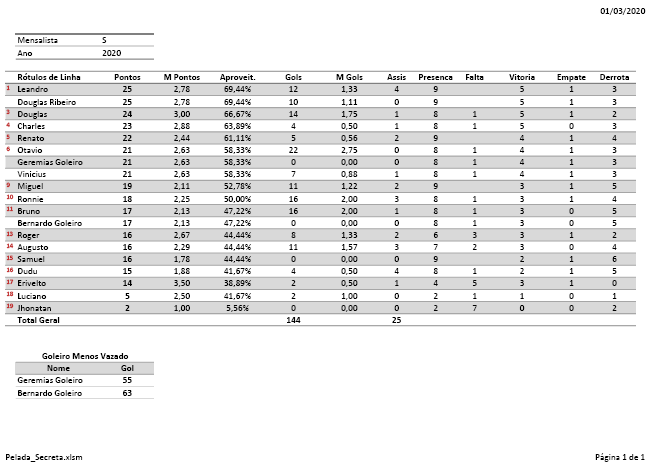 01/03/2020
Mensalista S
Ano 2020
Rótulos de Linha Pontos M Pontos Aproveit. Gols M Gols Assis Presenca Falta Vitoria Empate Derrota
1 Leandro 25 2,78 69,44% 12 1,33 4 9 5 1 3
Douglas Ribeiro 25 2,78 69,44% 10 1,11 0 9 5 1 3
3 Douglas 24 3,00 66,67% 14 1,75 1 8 1 5 1 2
4 Charles 23 2,88 63,89% 4 0,50 1 8 1 5 0 3
5 Renato 22 2,44 61,11% 5 0,56 2 9 4 1 4
6 Otavio 21 2,63 58,33% 22 2,75 0 8 1 4 1 3
Geremias Goleiro 21 2,63 58,33% 0 0,00 0 8 1 4 1 3
Vinicius 21 2,63 58,33% 7 0,88 1 8 1 4 1 3
9 Miguel 19 2,11 52,78% 11 1,22 2 9 3 1 5
10 Ronnie 18 2,25 50,00% 16 2,00 3 8 1 3 1 4
11 Bruno 17 2,13 47,22% 16 2,00 1 8 1 3 0 5
Bernardo Goleiro 17 2,13 47,22% 0 0,00 0 8 1 3 0 5
13 Roger 16 2,67 44,44% 8 1,33 2 6 3 3 1 2
14 Augusto 16 2,29 44,44% 11 1,57 3 7 2 3 0 4
15 Samuel 16 1,78 44,44% 0 0,00 0 9 2 1 6
16 Dudu 15 1,88 41,67% 4 0,50 4 8 1 2 1 5
17 Erivelto 14 3,50 38,89% 2 0,50 1 4 5 3 1 0
18 Luciano 5 2,50 41,67% 2 1,00 0 2 1 1 0 1
19 Jhonatan 2 1,00 5,56% 0 0,00 0 2 7 0 0 2
Total Geral 144 25
Goleiro Menos Vazado
Nome Gol
Geremias Goleiro 55
Bernardo Goleiro 63
Pelada_Secreta.xlsm Página 1 de 1